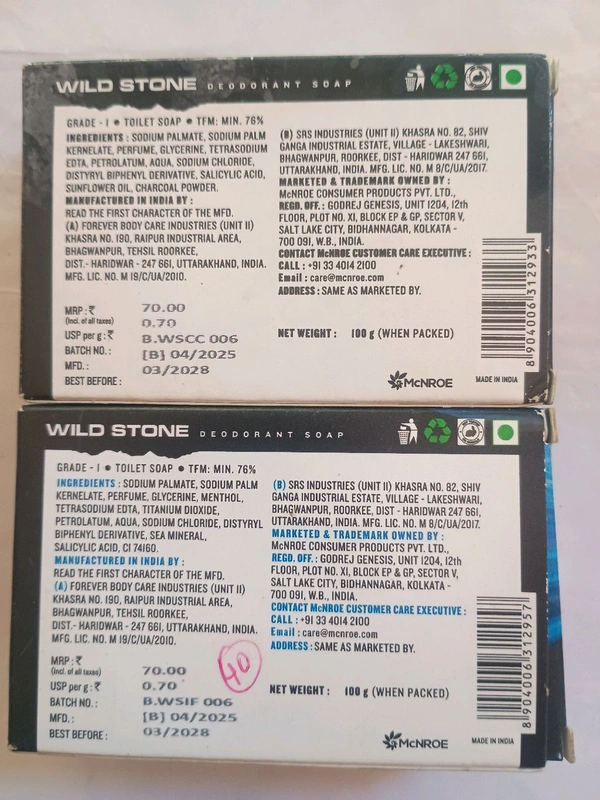 WILD STONE DEODORANT SOAP
GRADE - I ● TOILET SOAP ● TFM: MIN. 76%
INGREDIENTS : SODIUM PALMATE, SODIUM PALM
KERNELATE, PERFUME, GLYCERINE, TETRASODIUM
EDTA, PETROLATUM, AQUA, SODIUM CHLORIDE,
DISTYRYL BIPHENYL DERIVATIVE, SALICYLIC ACID,
SUNFLOWER OIL, CHARCOAL POWDER.
MANUFACTURED IN INDIA BY :
READ THE FIRST CHARACTER OF THE MFD.
(A) FOREVER BODY CARE INDUSTRIES (UNIT II)
KHASRA NO. 190, RAIPUR INDUSTRIAL AREA,
BHAGWANPUR, TEHSIL ROORKEE,
DIST.- HARIDWAR - 247 661, UTTARAKHAND, INDIA.
MFG. LIC. NO. M 19/C/UA/2010.
(B) SRS INDUSTRIES (UNIT II) KHASRA NO. 82, SHIV
GANGA INDUSTRIAL ESTATE, VILLAGE - LAKESHWARI,
BHAGWANPUR, ROORKEE, DIST - HARIDWAR 247 661,
UTTARAKHAND, INDIA. MFG. LIC. NO. M 8/C/UA/2017.
MARKETED & TRADEMARK OWNED BY :
McNROE CONSUMER PRODUCTS PVT. LTD.,
REGD. OFF. : GODREJ GENESIS, UNIT 1204, 12th
FLOOR, PLOT NO. XI, BLOCK EP & GP, SECTOR V,
SALT LAKE CITY, BIDHANNAGAR, KOLKATA -
700 091, W.B., INDIA.
CONTACT McNROE CUSTOMER CARE EXECUTIVE :
CALL : +91 33 4014 2100
Email : care@mcnroe.com
ADDRESS : SAME AS MARKETED BY.
MRP : ₹ 70.00
(Incl. of all taxes)
USP per g : ₹ 0.70
BATCH NO. : B.WSCC 006
MFD. : [B] 04/2025
BEST BEFORE : 03/2028
NET WEIGHT : 100 g (WHEN PACKED)
McNROE
MADE IN INDIA
8 904006 312933
WILD STONE DEODORANT SOAP
GRADE - I ● TOILET SOAP ● TFM: MIN. 76%
INGREDIENTS : SODIUM PALMATE, SODIUM PALM
KERNELATE, PERFUME, GLYCERINE, MENTHOL,
TETRASODIUM EDTA, TITANIUM DIOXIDE,
PETROLATUM, AQUA, SODIUM CHLORIDE, DISTYRYL
BIPHENYL DERIVATIVE, SEA MINERAL,
SALICYLIC ACID, CI 74160.
MANUFACTURED IN INDIA BY :
READ THE FIRST CHARACTER OF THE MFD.
(A) FOREVER BODY CARE INDUSTRIES (UNIT II)
KHASRA NO. 190, RAIPUR INDUSTRIAL AREA,
BHAGWANPUR, TEHSIL ROORKEE,
DIST.- HARIDWAR - 247 661, UTTARAKHAND, INDIA.
MFG. LIC. NO. M 19/C/UA/2010.
(B) SRS INDUSTRIES (UNIT II) KHASRA NO. 82, SHIV
GANGA INDUSTRIAL ESTATE, VILLAGE - LAKESHWARI,
BHAGWANPUR, ROORKEE, DIST - HARIDWAR 247 661,
UTTARAKHAND, INDIA. MFG. LIC. NO. M 8/C/UA/2017.
MARKETED & TRADEMARK OWNED BY :
McNROE CONSUMER PRODUCTS PVT. LTD.,
REGD. OFF. : GODREJ GENESIS, UNIT 1204, 12th
FLOOR, PLOT NO. XI, BLOCK EP & GP, SECTOR V,
SALT LAKE CITY, BIDHANNAGAR, KOLKATA -
700 091, W.B., INDIA.
CONTACT McNROE CUSTOMER CARE EXECUTIVE :
CALL : +91 33 4014 2100
Email : care@mcnroe.com
ADDRESS : SAME AS MARKETED BY.
MRP : ₹ 70.00
(Incl. of all taxes)
40
USP per g : ₹ 0.70
BATCH NO. : B.WSIF 006
MFD. : [B] 04/2025
BEST BEFORE : 03/2028
NET WEIGHT : 100 g (WHEN PACKED)
McNROE
MADE IN INDIA
8 904006 312957